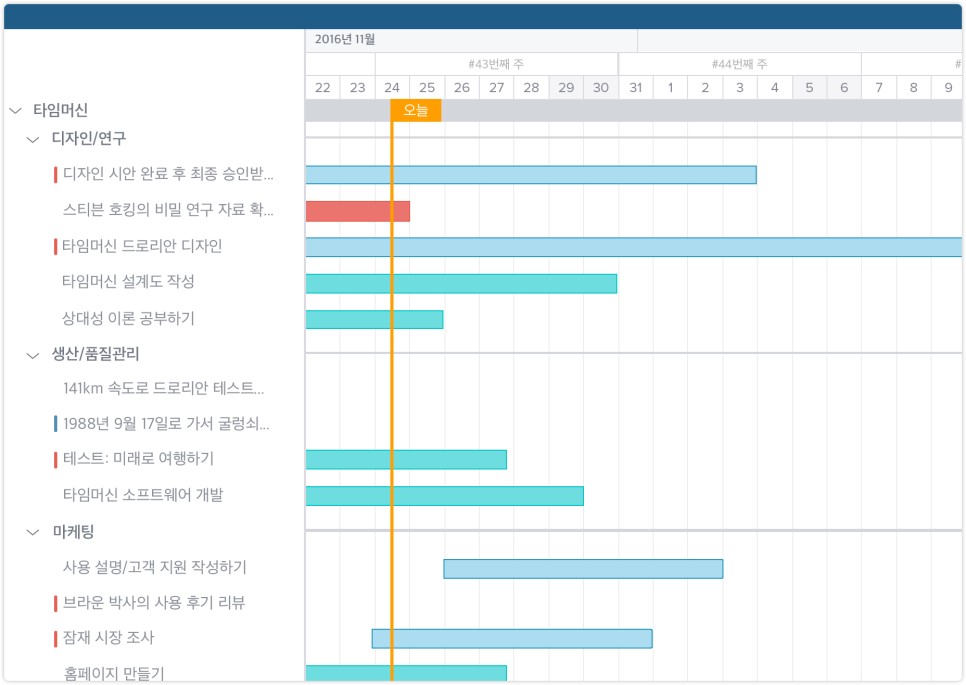 2016년 11월
#43번째 주 #44번째 주 #
22 23 24 25 26 27 28 29 30 31 1 2 3 4 5 6 7 8 9
타임머신 오늘
디자인/연구
디자인 시안 완료 후 최종 승인받...
스티븐 호킹의 비밀 연구 자료 확...
타임머신 드로리안 디자인
타임머신 설계도 작성
상대성 이론 공부하기
생산/품질관리
141km 속도로 드로리안 테스트...
1988년 9월 17일로 가서 굴렁쇠...
테스트: 미래로 여행하기
타임머신 소프트웨어 개발
마케팅
사용 설명/고객 지원 작성하기
브라운 박사의 사용 후기 리뷰
잠재 시장 조사
홈페이지 만들기